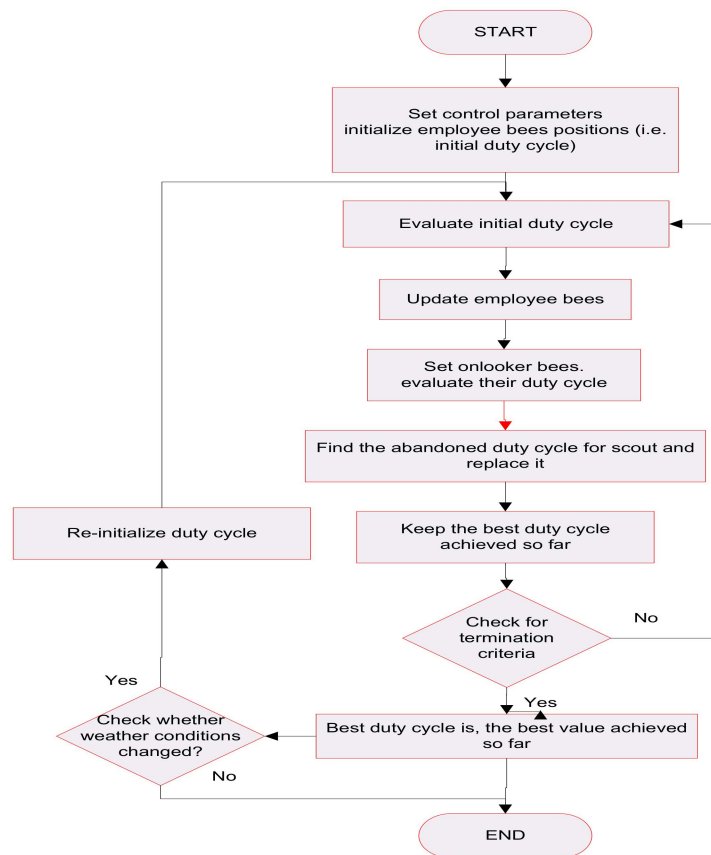 START
Set control parameters
initialize employee bees positions (i.e.
initial duty cycle)
Evaluate initial duty cycle
Update employee bees
Set onlooker bees.
evaluate their duty cycle
Find the abandoned duty cycle for scout and
replace it
Re-initialize duty cycle
Keep the best duty cycle
achieved so far
Check for
termination
criteria
No
Yes
Yes
Check whether
weather conditions
changed?
Best duty cycle is, the best value achieved
so far
No
END